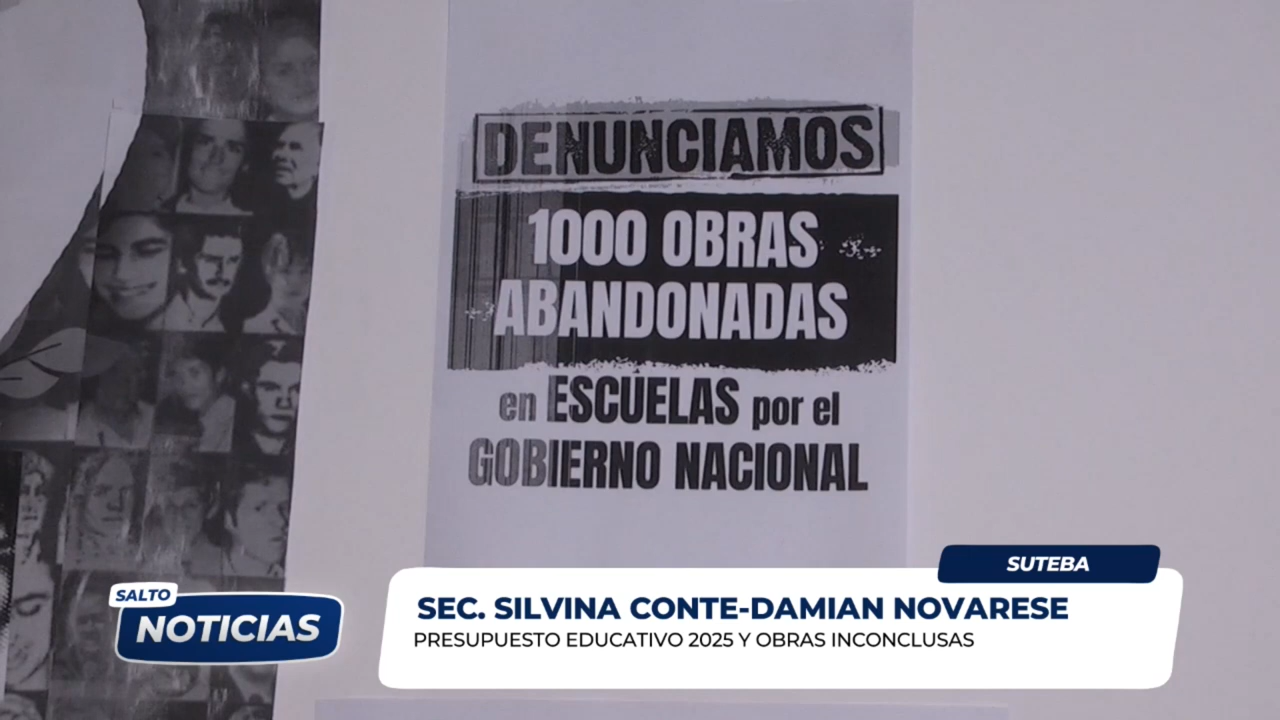 DENUNCIAMOS
1000 OBRAS
ABANDONADAS
en ESCUELAS por el
GOBIERNO NACIONAL
SUTEBA
SALTO
NOTICIAS
SEC. SILVINA CONTE-DAMIAN NOVARESE
PRESUPUESTO EDUCATIVO 2025 Y OBRAS INCONCLUSAS